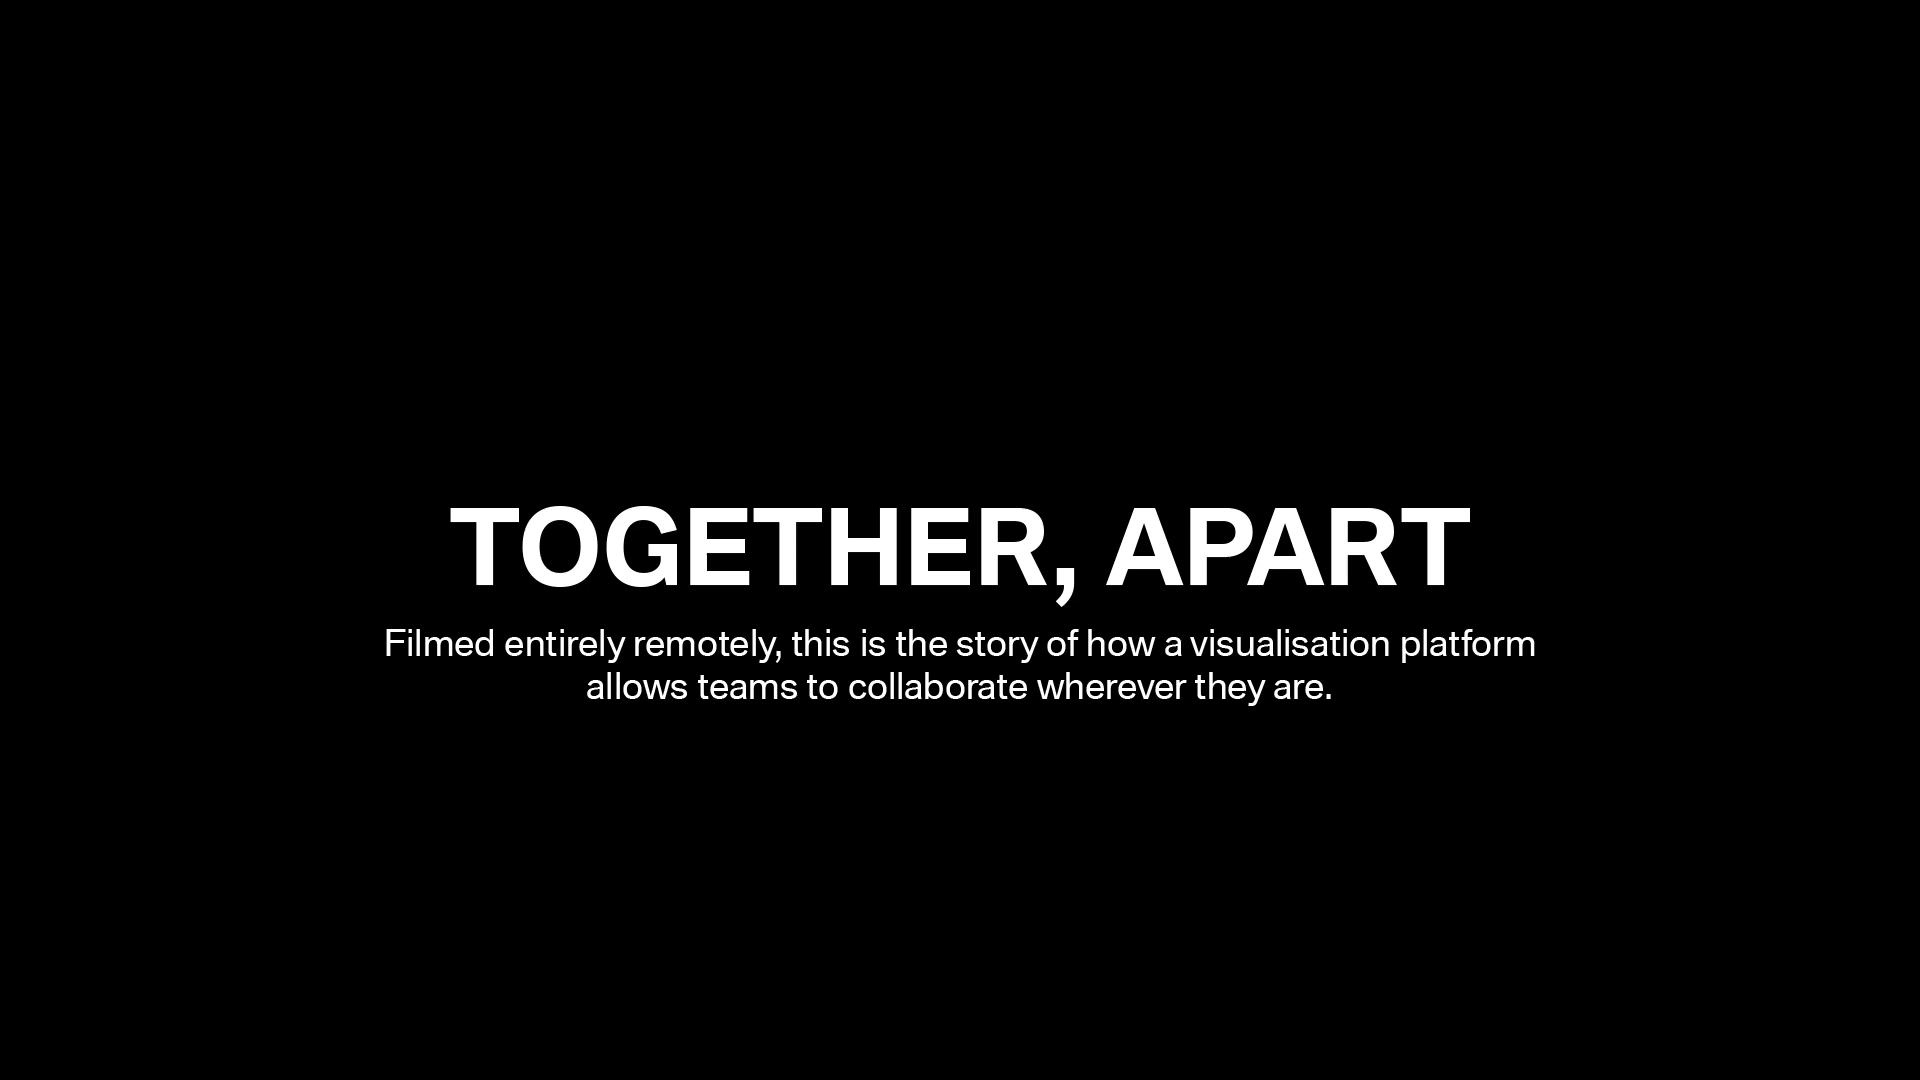 TOGETHER, APART
Filmed entirely remotely, this is the story of how a visualisation platform
allows teams to collaborate wherever they are.